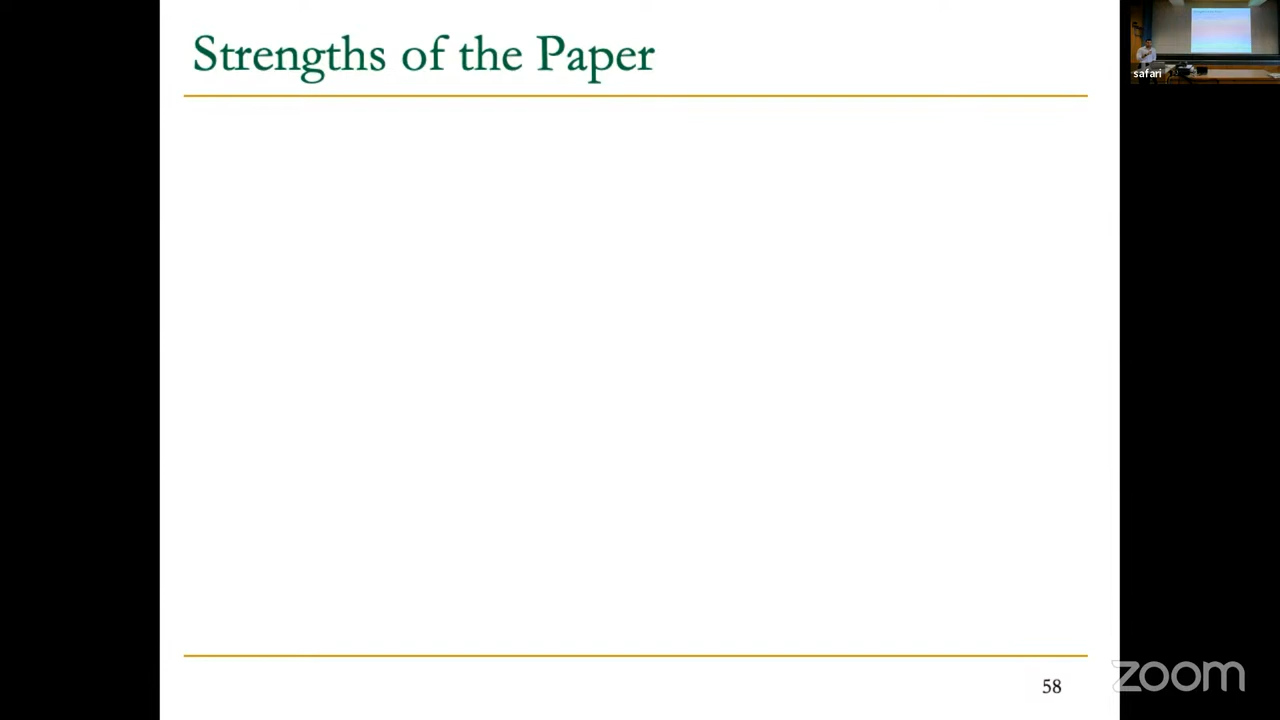 Strengths of the Paper
safari
58
zoom